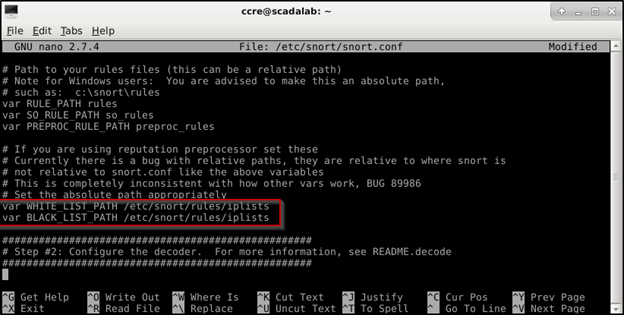 ccre@scadalab: ~
File Edit Tabs Help
GNU nano 2.7.4 File: /etc/snort/snort.conf Modified
# Path to your rules files (this can be a relative path)
# Note for Windows users: You are advised to make this an absolute path,
# such as: c:\snort\rules
var RULE_PATH rules
var SO_RULE_PATH so_rules
var PREPROC_RULE_PATH preproc_rules
# If you are using reputation preprocessor set these
# Currently there is a bug with relative paths, they are relative to where snort is
# not relative to snort.conf like the above variables
# This is completely inconsistent with how other vars work, BUG 89986
# Set the absolute path appropriately
var WHITE_LIST_PATH /etc/snort/rules/iplists
var BLACK_LIST_PATH /etc/snort/rules/iplists
###################################################
# Step #2: Configure the decoder. For more information, see README.decode
###################################################
^G Get Help ^O Write Out ^W Where Is ^K Cut Text ^J Justify ^C Cur Pos ^Y Prev Page
^X Exit ^R Read File ^\ Replace ^U Uncut Text ^T To Spell ^_ Go To Line ^V Next Page